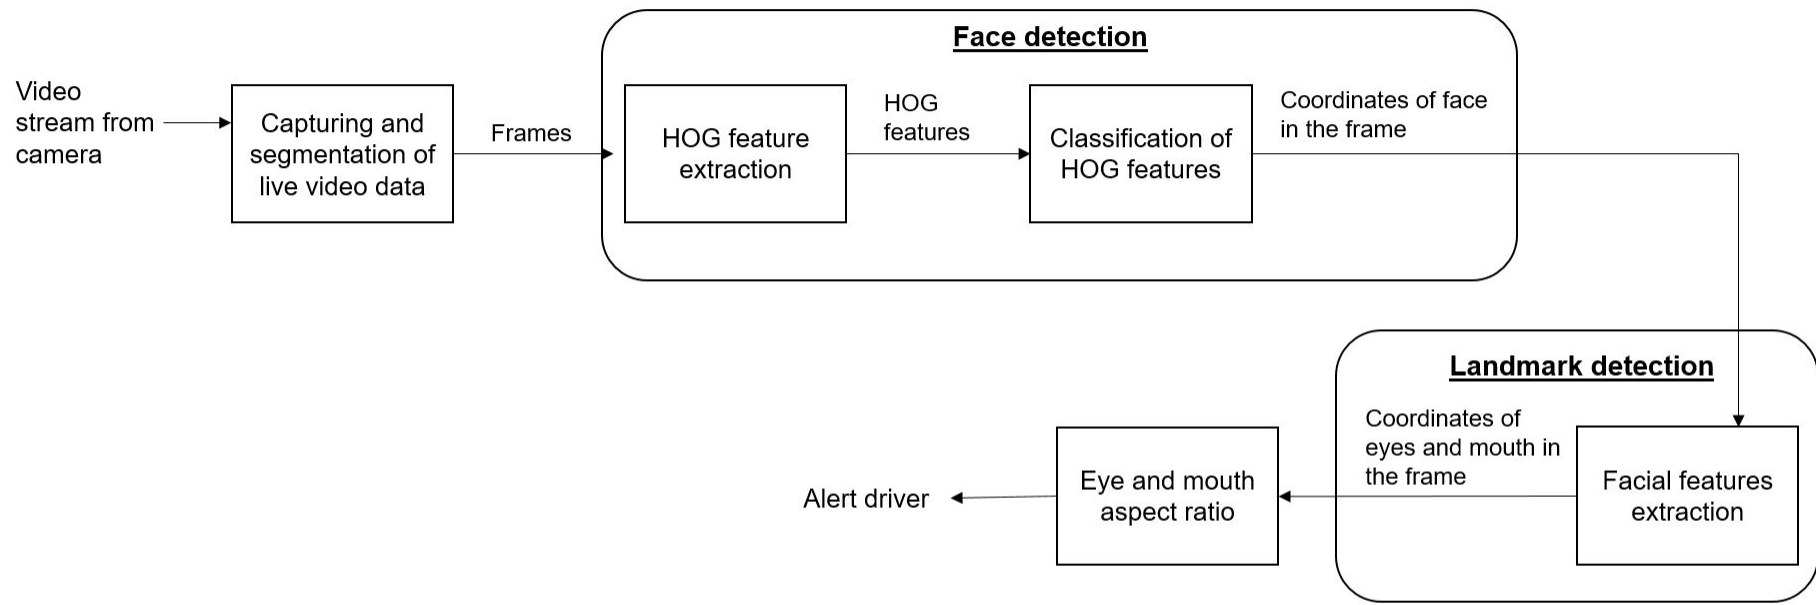 Face detection
Video
stream from
camera
Capturing and
segmentation of
live video data
Frames
HOG feature
extraction
HOG
features
Classification of
HOG features
Coordinates of face
in the frame
Landmark detection
Coordinates of
eyes and mouth in
the frame
Facial features
extraction
Eye and mouth
aspect ratio
Alert driver